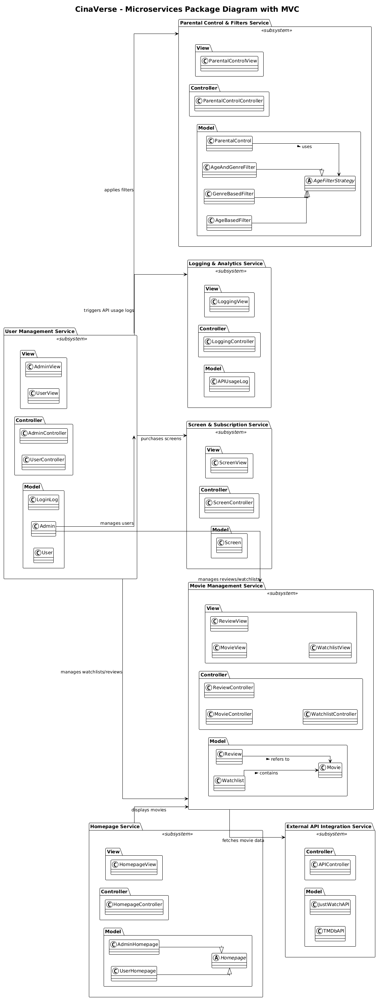 CinaVerse - Microservices Package Diagram with MVC
Parental Control & Filters Service
«subsystem»
View
C ParentalControlView
Controller
C ParentalControlController
Model
C ParentalControl
uses
C AgeAndGenreFilter
A AgeFilterStrategy
C GenreBasedFilter
C AgeBasedFilter
applies filters
Logging & Analytics Service
«subsystem»
View
C LoggingView
Controller
C LoggingController
Model
C APIUsageLog
triggers API usage logs
User Management Service
«subsystem»
View
C AdminView
C UserView
Controller
C AdminController
C UserController
Model
C LoginLog
C Admin
C User
manages users
purchases screens
Screen & Subscription Service
«subsystem»
View
C ScreenView
Controller
C ScreenController
Model
C Screen
manages reviews/watchlists
Movie Management Service
«subsystem»
View
C ReviewView
C MovieView
C WatchlistView
Controller
C ReviewController
C MovieController
C WatchlistController
Model
C Review
refers to
C Movie
contains
C Watchlist
manages watchlists/reviews
displays movies
Homepage Service
«subsystem»
View
C HomepageView
Controller
C HomepageController
Model
C AdminHomepage
A Homepage
C UserHomepage
fetches movie data
External API Integration Service
«subsystem»
Controller
C APIController
Model
C JustWatchAPI
C TMDbAPI